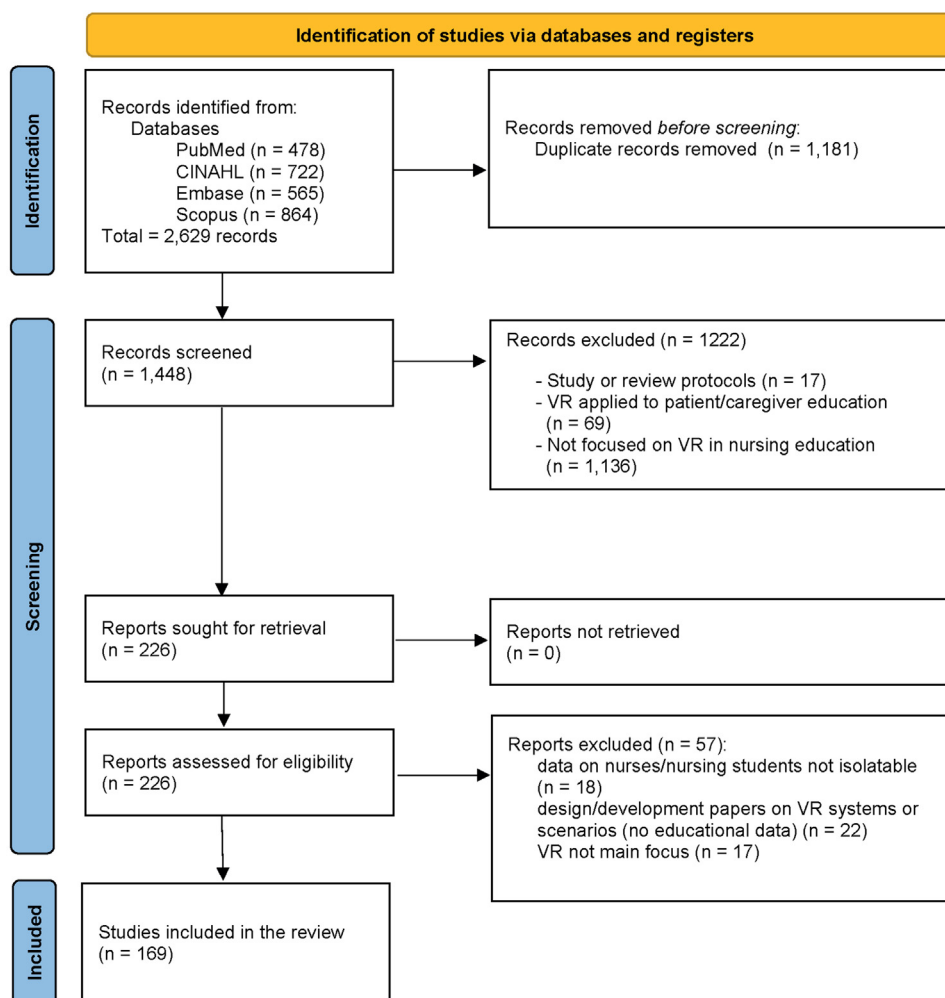 Identification of studies via databases and registers
Identification
Records identified from:
Databases
PubMed (n = 478)
CINAHL (n = 722)
Embase (n = 565)
Scopus (n = 864)
Total = 2,629 records
Records removed before screening:
Duplicate records removed (n = 1,181)
Screening
Records screened
(n = 1,448)
Records excluded (n = 1222)
- Study or review protocols (n = 17)
- VR applied to patient/caregiver education
(n = 69)
- Not focused on VR in nursing education
(n = 1,136)
Reports sought for retrieval
(n = 226)
Reports not retrieved
(n = 0)
Reports assessed for eligibility
(n = 226)
Reports excluded (n = 57):
data on nurses/nursing students not isolatable
(n = 18)
design/development papers on VR systems or
scenarios (no educational data) (n = 22)
VR not main focus (n = 17)
Included
Studies included in the review
(n = 169)